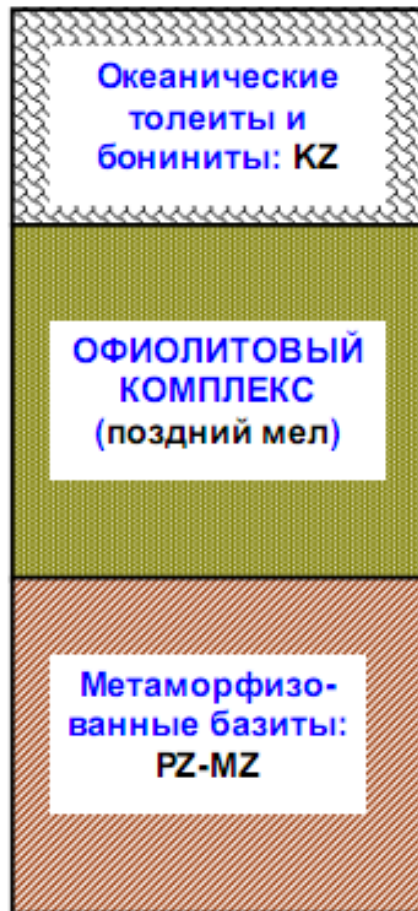 Океанические
толеиты и
бониниты: KZ
ОФИОЛИТОВЫЙ
КОМПЛЕКС
(поздний мел)
Метаморфизо-
ванные базиты:
PZ-MZ